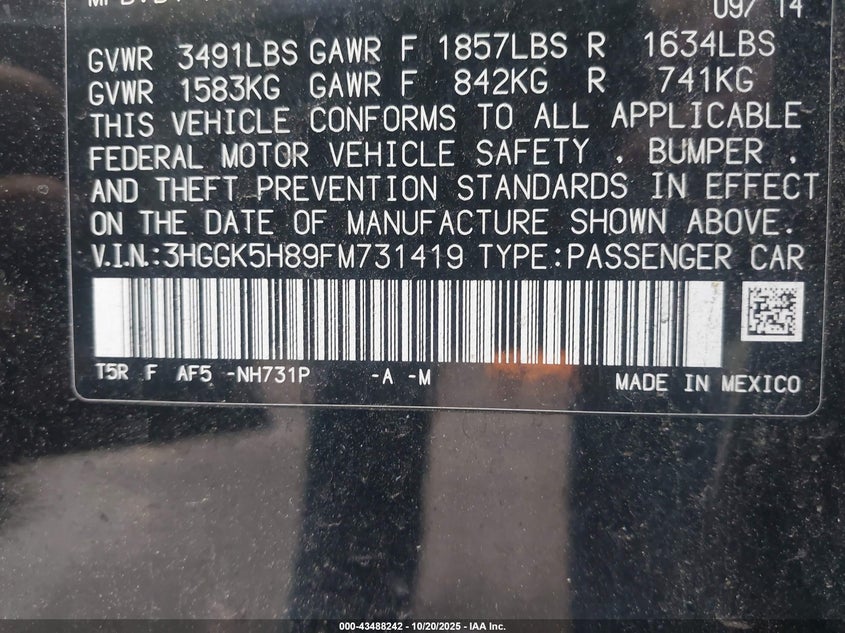 09/ 14
GVWR 3491LBS GAWR F 1857LBS R 1634LBS
GVWR 1583KG GAWR F 842KG R 741KG
THIS VEHICLE CONFORMS TO ALL APPLICABLE
FEDERAL MOTOR VEHICLE SAFETY , BUMPER ,
AND THEFT PREVENTION STANDARDS IN EFFECT
ON THE DATE OF MANUFACTURE SHOWN ABOVE.
V.I.N.:3HGGK5H89FM731419 TYPE:PASSENGER CAR
T5R F AF5 -NH731P -A -M MADE IN MEXICO
000-43488242 - 10/20/2025 - IAA Inc.